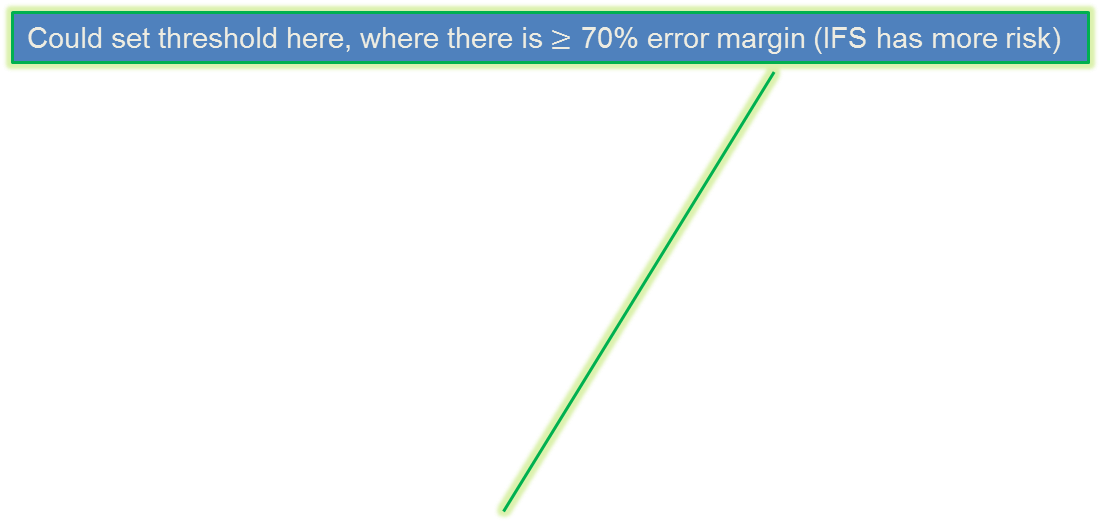 Could set threshold here, where there is ≥ 70% error margin (IFS has more risk)